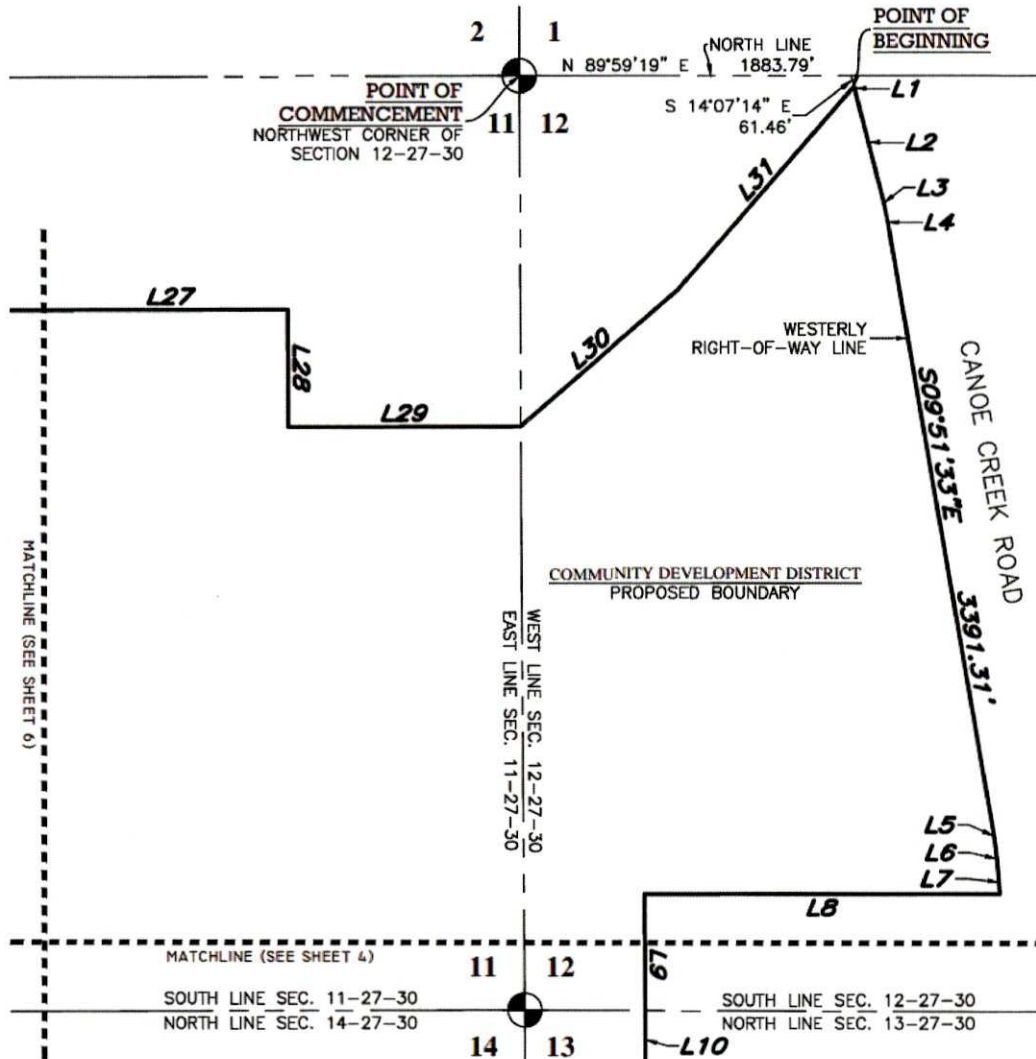 2 1
POINT OF
BEGINNING
NORTH LINE
N 89°59'19" E 1883.79'
POINT OF
COMMENCEMENT
NORTHWEST CORNER OF
SECTION 12-27-30
11 12
S 14°07'14" E
61.46'
L1
L2
L3
L4
L31
L27
L28
L29
L30
WESTERLY
RIGHT-OF-WAY LINE
CANOE CREEK ROAD
S09°51'33"E 3391.31'
COMMUNITY DEVELOPMENT DISTRICT
PROPOSED BOUNDARY
MATCHLINE (SEE SHEET 6)
WEST LINE SEC. 12-27-30
EAST LINE SEC. 11-27-30
L5
L6
L7
L8
MATCHLINE (SEE SHEET 4)
11 12
L9
SOUTH LINE SEC. 11-27-30
NORTH LINE SEC. 14-27-30
SOUTH LINE SEC. 12-27-30
NORTH LINE SEC. 13-27-30
14 13
L10